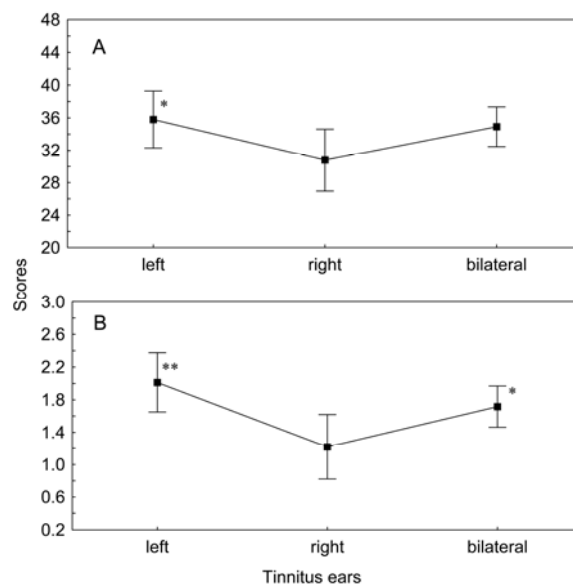 A
48
44
40
36
32
28
24
20
*
left
right
bilateral
Scores
B
3.0
2.6
2.2
1.8
1.4
1.0
0.6
0.2
**
*
left
right
bilateral
Tinnitus ears